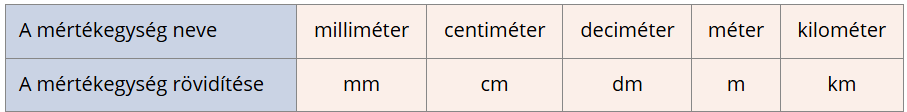 A mértékegység neve milliméter centiméter deciméter méter kilométer
A mértékegység rövidítése mm cm dm m km